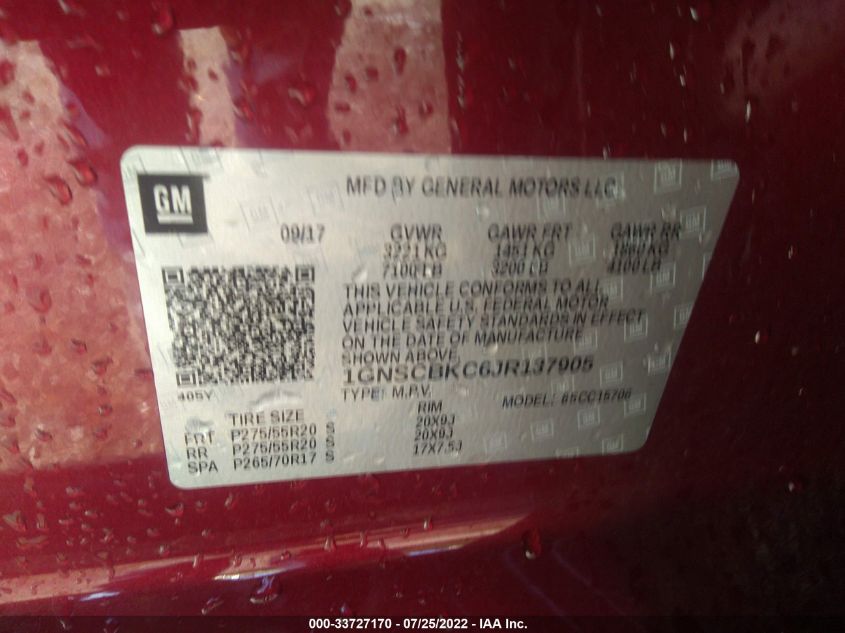 GM
MFD BY GENERAL MOTORS LLC
09/17 GVWR GAWR FRT GAWR RR
3221 KG 1451 KG 1860 KG
7100 LB 3200 LB 4100 LB
THIS VEHICLE CONFORMS TO ALL
APPLICABLE U.S. FEDERAL MOTOR
VEHICLE SAFETY STANDARDS IN EFFECT
ON THE DATE OF MANUFACTURE
SHOWN ABOVE.
1GNSCBKC6JR137905
405Y TYPE: M.P.V. MODEL: CC15706
TIRE SIZE RIM
FRT P275/55R20 S 20X9J
RR P275/55R20 S 20X9J
SPA P265/70R17 S 17X7.5J
000-33727170 - 07/25/2022 - IAA Inc.